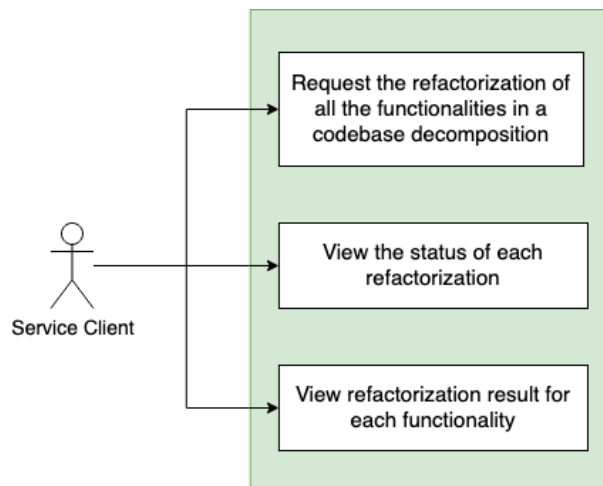 Request the refactorization of
all the functionalities in a
codebase decomposition
View the status of each
refactorization
Service Client
View refactorization result for
each functionality